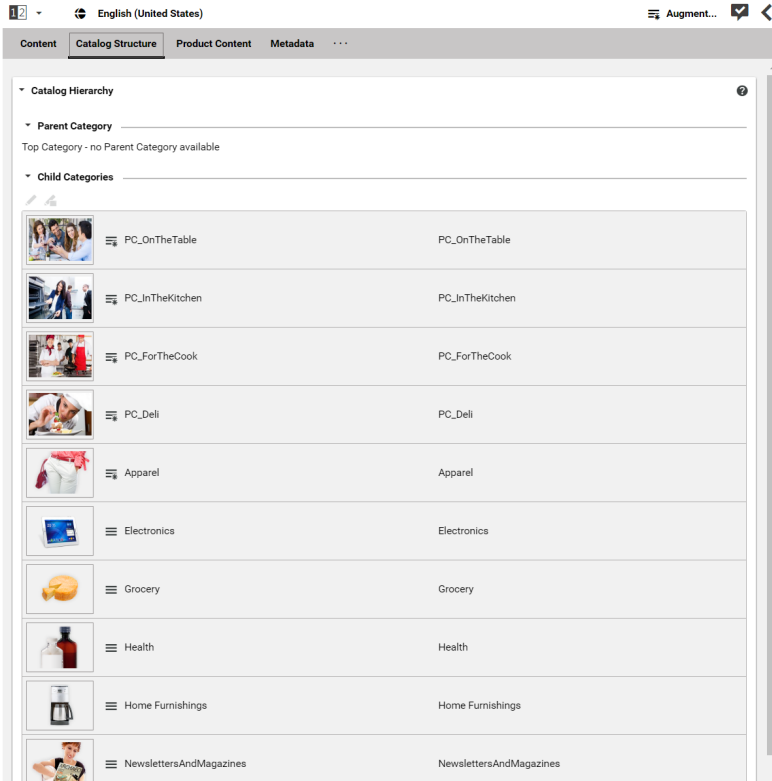 12 English (United States) Augment...
Content Catalog Structure Product Content Metadata ···
Catalog Hierarchy
Parent Category
Top Category - no Parent Category available
Child Categories
PC_OnTheTable PC_OnTheTable
PC_InTheKitchen PC_InTheKitchen
PC_ForTheCook PC_ForTheCook
PC_Deli PC_Deli
Apparel Apparel
Electronics Electronics
Grocery Grocery
Health Health
Home Furnishings Home Furnishings
NewslettersAndMagazines NewslettersAndMagazines